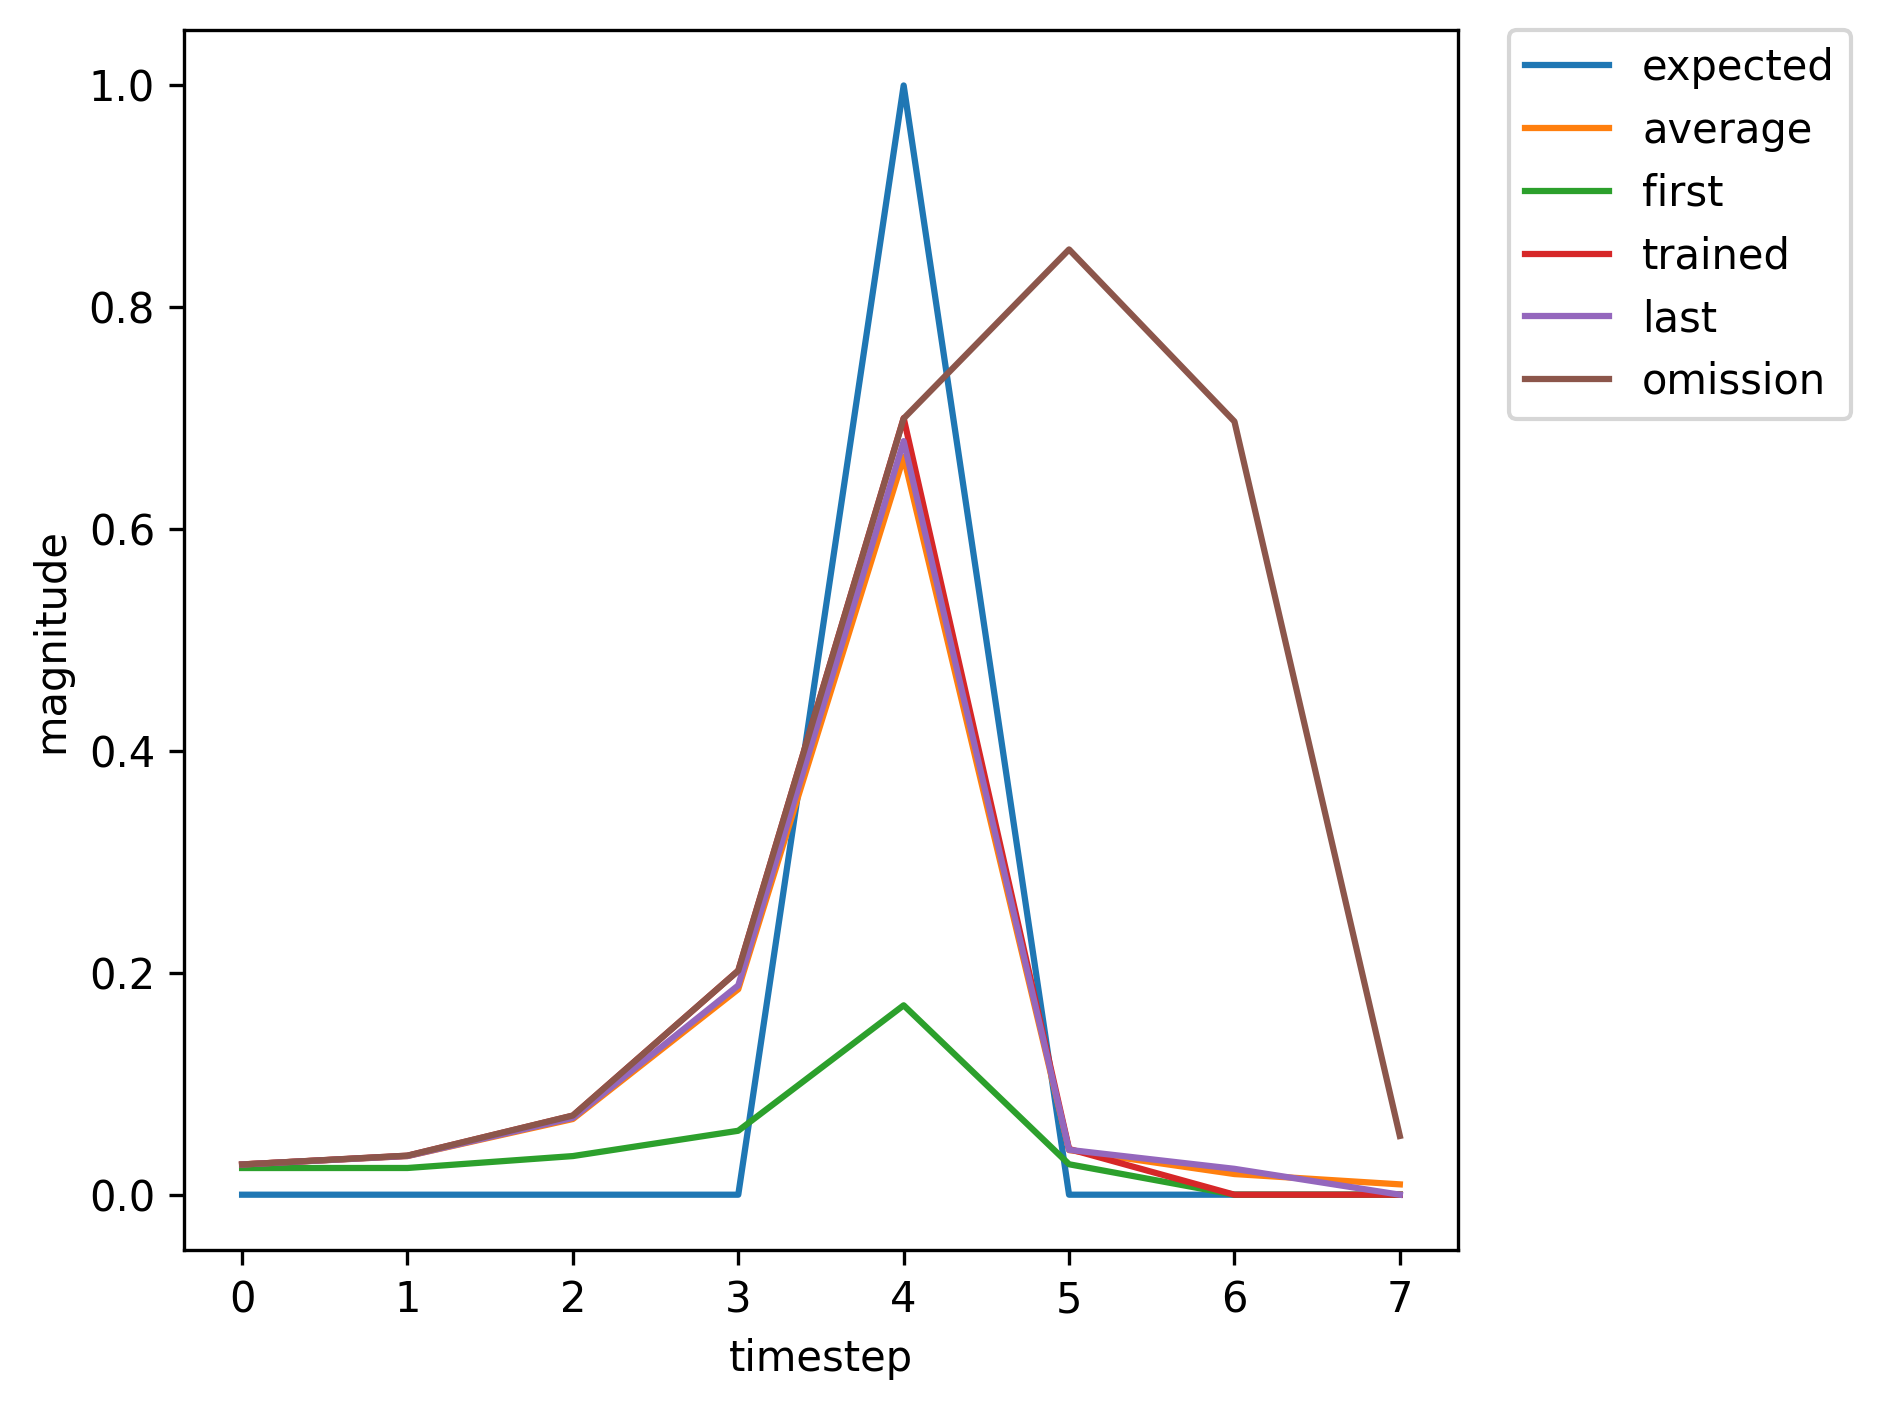 1.0
0.8
0.6
0.4
0.2
0.0
magnitude
0 1 2 3 4 5 6 7
timestep
expected
average
first
trained
last
omission